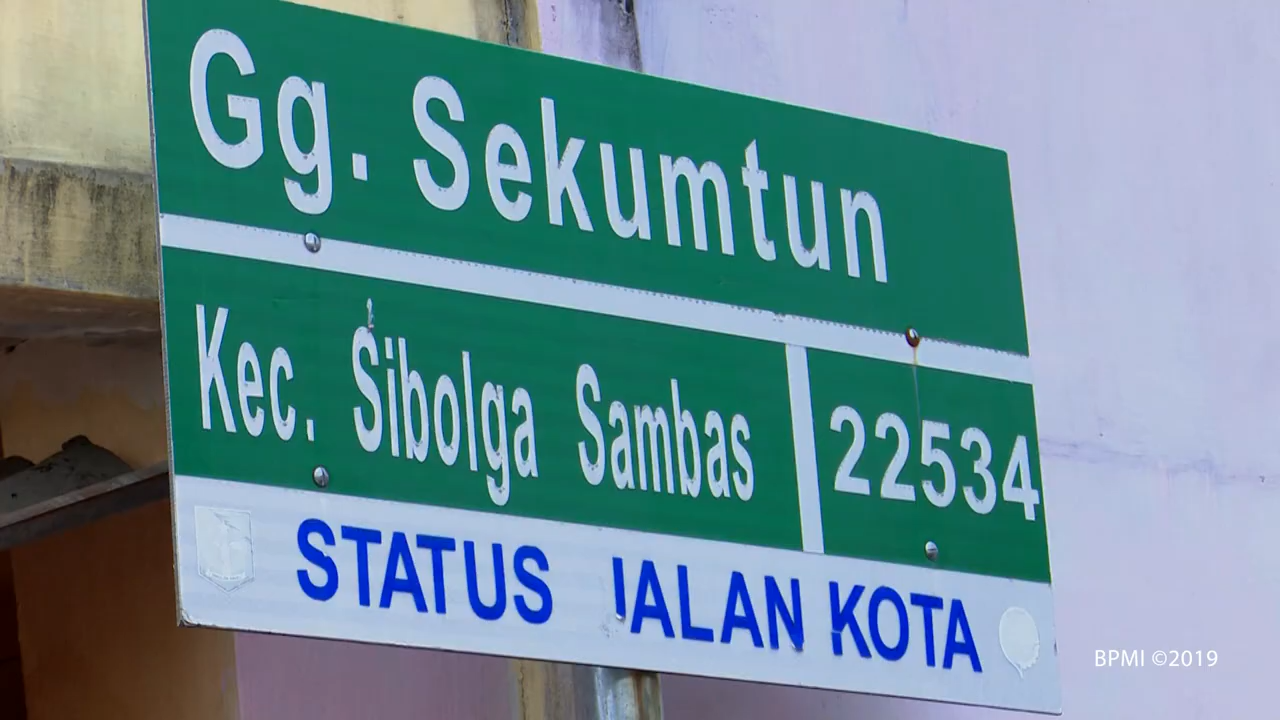 Gg. Sekumtun
Kec. Sibolga Sambas 22534
STATUS JALAN KOTA
BPMI ©2019